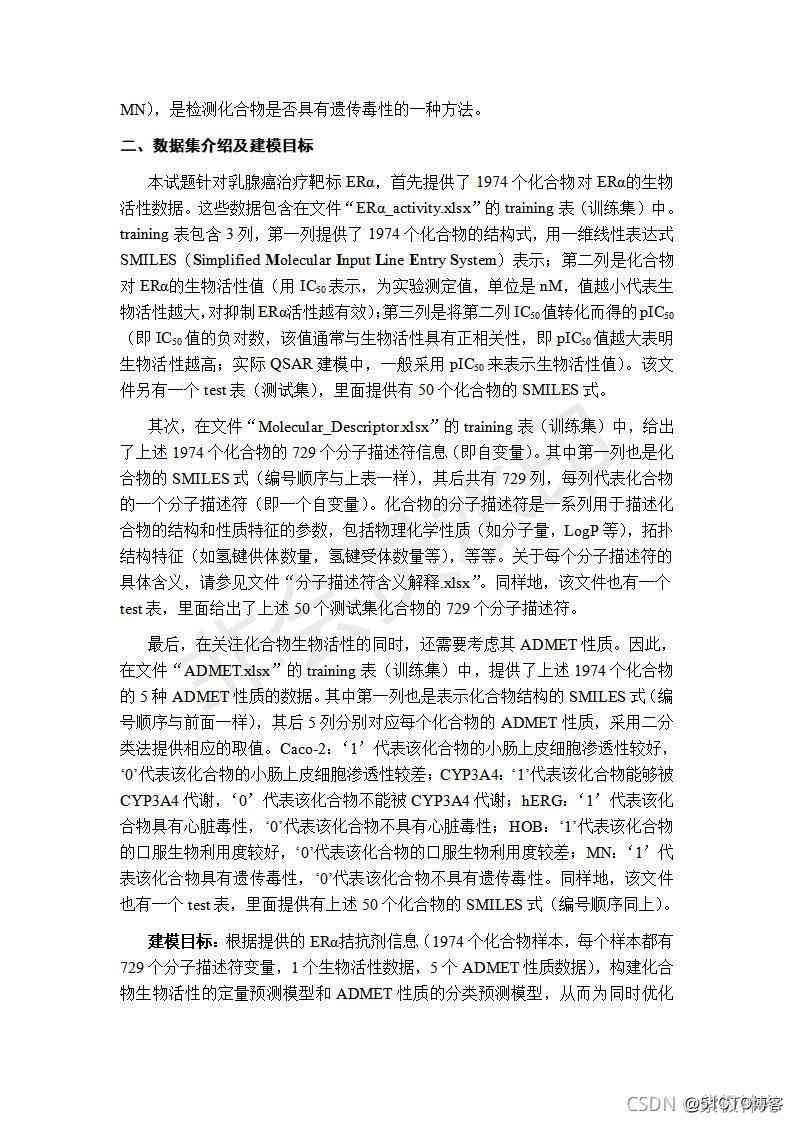 MN），是检测化合物是否具有遗传毒性的一种方法。
二、数据集介绍及建模目标
本试题针对乳腺癌治疗靶标 ERα，首先提供了 1974 个化合物对 ERα的生物
活性数据。这些数据包含在文件“ERα_activity.xlsx”的 training 表（训练集）中。
training 表包含 3 列，第一列提供了 1974 个化合物的结构式，用一维线性表达式
SMILES（Simplified Molecular Input Line Entry System）表示；第二列是化合物
对 ERα的生物活性值（用 IC₅₀表示，为实验测定值，单位是 nM，值越小代表生
物活性越大，对抑制 ERα活性越有效）；第三列是将第二列 IC₅₀值转化而得的 pIC₅₀
（即 IC₅₀值的负对数，该值通常与生物活性具有正相关性，即 pIC₅₀值越大表明
生物活性越高；实际 QSAR 建模中，一般采用 pIC₅₀来表示生物活性值）。该文
件另有一个 test 表（测试集），里面提供有 50 个化合物的 SMILES 式。
其次，在文件“Molecular_Descriptor.xlsx”的 training 表（训练集）中，给出
了上述 1974 个化合物的 729 个分子描述符信息（即自变量）。其中第一列也是化
合物的 SMILES 式（编号顺序与上表一样），其后共有 729 列，每列代表化合物
的一个分子描述符（即一个自变量）。化合物的分子描述符是一系列用于描述化
合物的结构和性质特征的参数，包括物理化学性质（如分子量，LogP 等），拓扑
结构特征（如氢键供体数量，氢键受体数量等），等等。关于每个分子描述符的
具体含义，请参见文件“分子描述符含义解释.xlsx”。同样地，该文件也有一个
test 表，里面给出了上述 50 个测试集化合物的 729 个分子描述符。
最后，在关注化合物生物活性的同时，还需要考虑其 ADMET 性质。因此，
在文件“ADMET.xlsx”的 training 表（训练集）中，提供了上述 1974 个化合物
的 5 种 ADMET 性质的数据。其中第一列也是表示化合物结构的 SMILES 式（编
号顺序与前面一样），其后 5 列分别对应每个化合物的 ADMET 性质，采用二分
类法提供相应的取值。Caco-2：‘1’代表该化合物的小肠上皮细胞渗透性较好，
‘0’代表该化合物的小肠上皮细胞渗透性较差；CYP3A4：‘1’代表该化合物能够被
CYP3A4 代谢，‘0’代表该化合物不能被 CYP3A4 代谢；hERG：‘1’代表该化
合物具有心脏毒性，‘0’代表该化合物不具有心脏毒性；HOB：‘1’代表该化合物
的口服生物利用度较好，‘0’代表该化合物的口服生物利用度较差；MN：‘1’代
表该化合物具有遗传毒性，‘0’代表该化合物不具有遗传毒性。同样地，该文件
也有一个 test 表，里面提供有上述 50 个化合物的 SMILES 式（编号顺序同上）。
建模目标：根据提供的 ERα拮抗剂信息（1974 个化合物样本，每个样本都有
729 个分子描述符变量，1 个生物活性数据，5 个 ADMET 性质数据），构建化合
物生物活性的定量预测模型和 ADMET 性质的分类预测模型，从而为同时优化
CSDN @51CTO博客